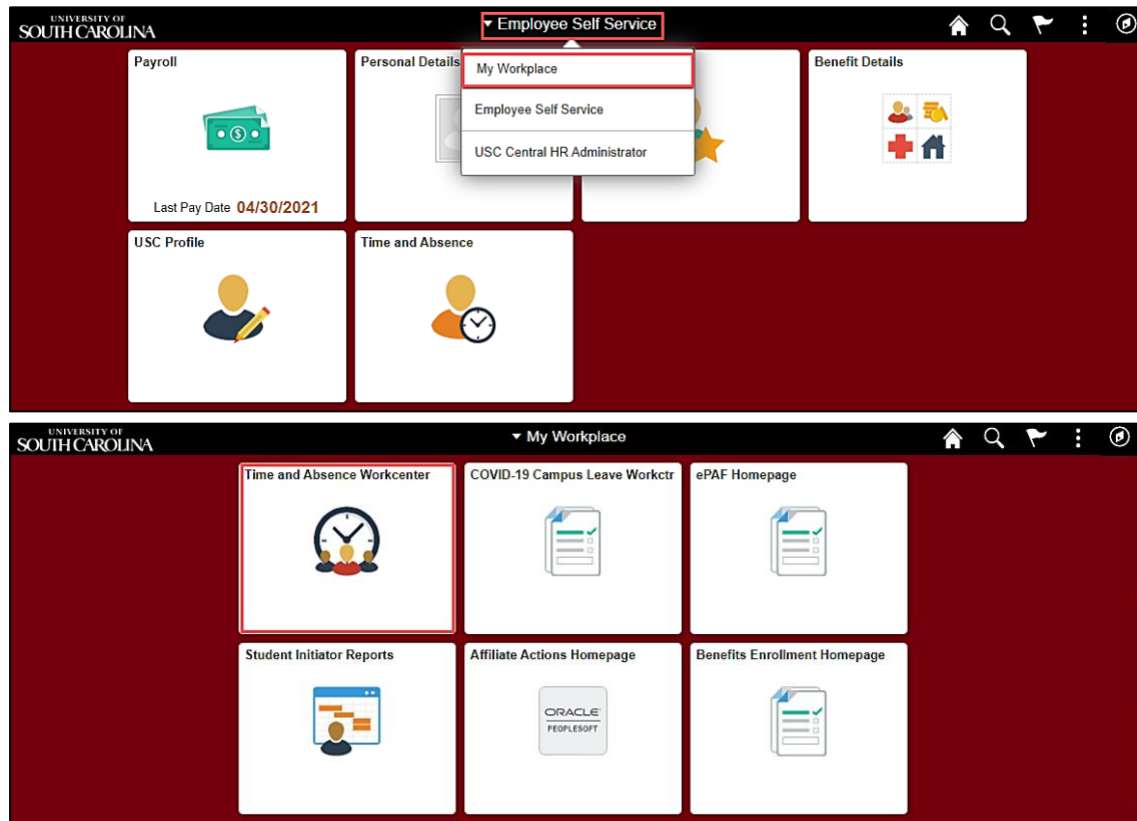 UNIVERSITY OF
SOUTH CAROLINA
Employee Self Service
My Workplace
Employee Self Service
USC Central HR Administrator
Payroll
Last Pay Date 04/30/2021
Personal Details
Benefit Details
USC Profile
Time and Absence
UNIVERSITY OF
SOUTH CAROLINA
My Workplace
Time and Absence Workcenter
COVID-19 Campus Leave Workctr
ePAF Homepage
Student Initiator Reports
Affiliate Actions Homepage
ORACLE
PEOPLESOFT
Benefits Enrollment Homepage